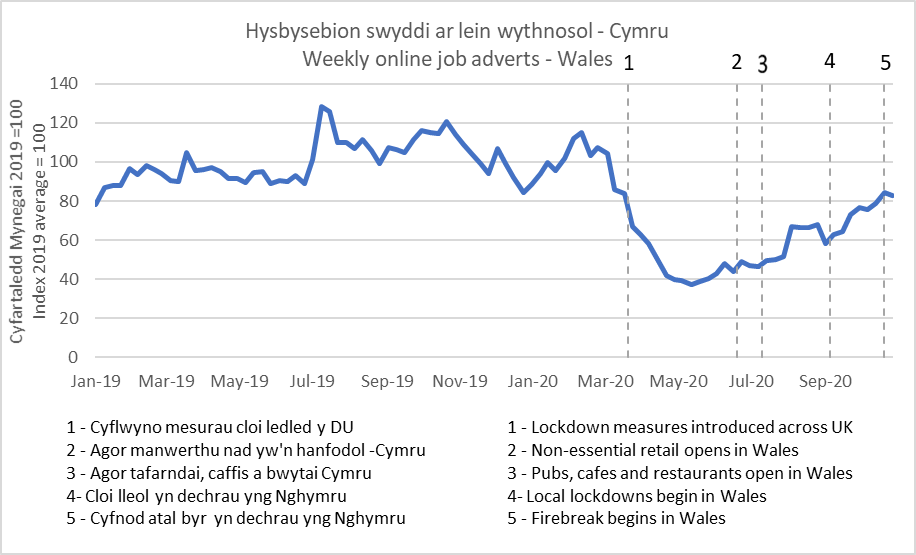 Hysbysebion swyddi ar lein wythnosol - Cymru
Weekly online job adverts - Wales
1 2 3 4 5
Cyfartaledd Mynegai 2019 =100
Index 2019 average = 100
140
120
100
80
60
40
20
0
Jan-19 Mar-19 May-19 Jul-19 Sep-19 Nov-19 Jan-20 Mar-20 May-20 Jul-20 Sep-20
1 - Cyflwyno mesurau cloi ledled y DU
2 - Agor manwerthu nad yw'n hanfodol -Cymru
3 - Agor tafarndai, caffis a bwytai Cymru
4- Cloi lleol yn dechrau yng Nghymru
5 - Cyfnod atal byr yn dechrau yng Nghymru
1 - Lockdown measures introduced across UK
2 - Non-essential retail opens in Wales
3 - Pubs, cafes and restaurants open in Wales
4- Local lockdowns begin in Wales
5 - Firebreak begins in Wales